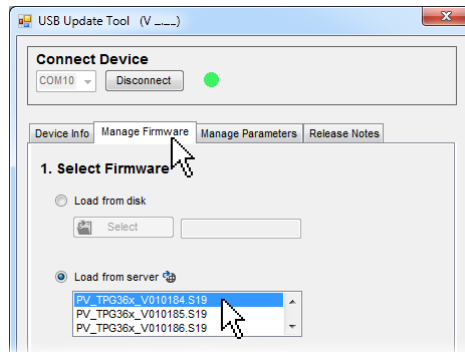 USB Update Tool (V _.__)
Connect Device
COM10 Disconnect
Device Info Manage Firmware Manage Parameters Release Notes
1. Select Firmware
Load from disk
Select
Load from server
PV_TPG36x_V010184.S19
PV_TPG36x_V010185.S19
PV_TPG36x_V010186.S19